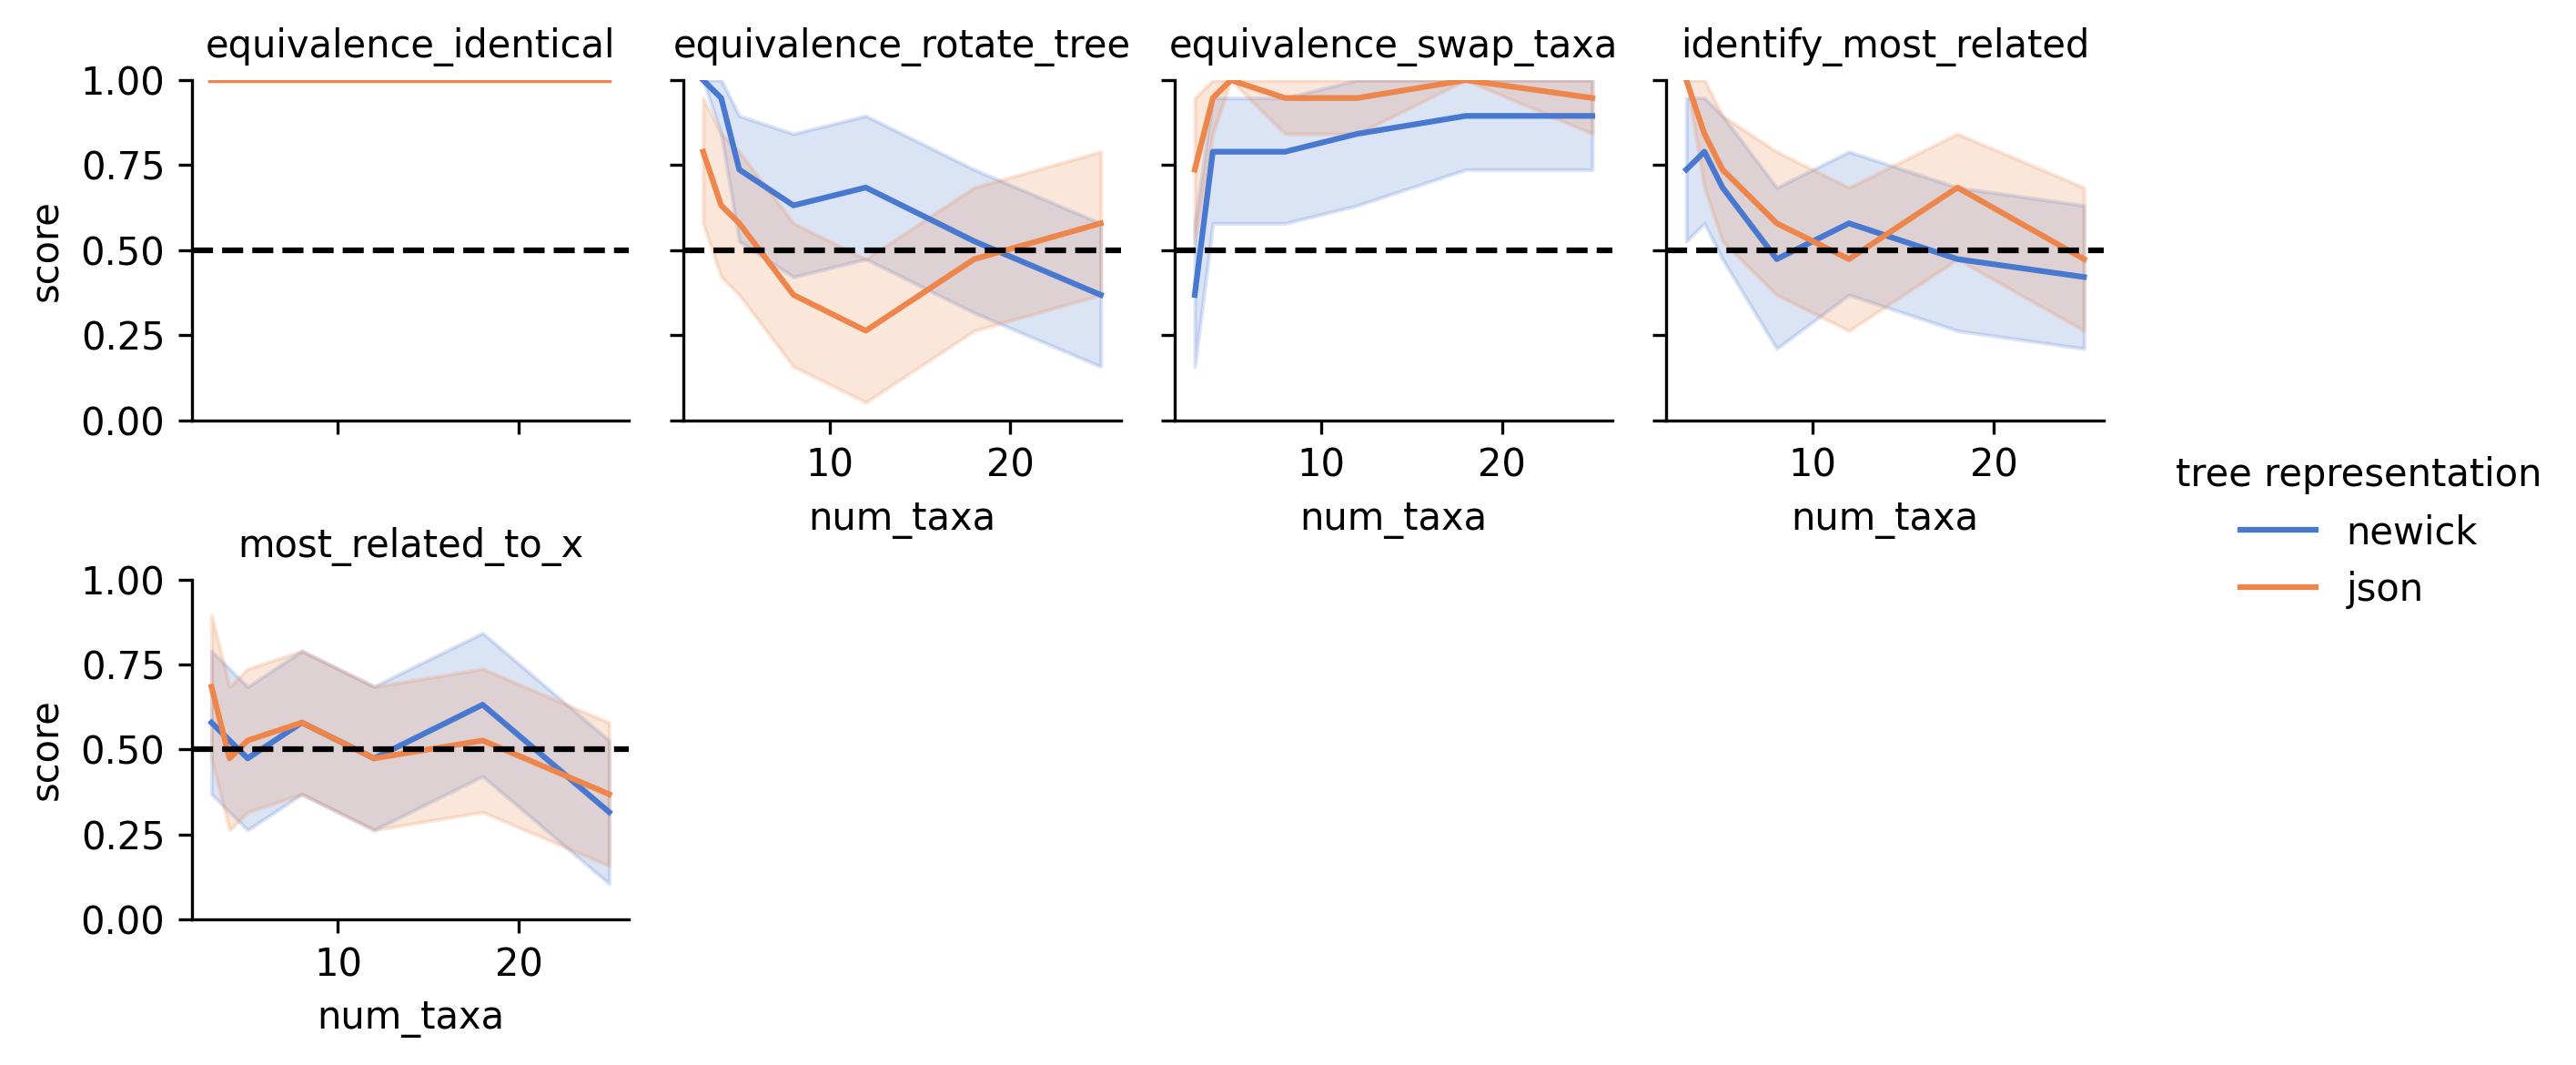 equivalence_identical
equivalence_rotate_tree
equivalence_swap_taxa
identify_most_related
1.00
0.75
0.50
0.25
0.00
score
10 20
num_taxa
10 20
num_taxa
10 20
num_taxa
tree representation
newick
json
most_related_to_x
1.00
0.75
0.50
0.25
0.00
score
10 20
num_taxa